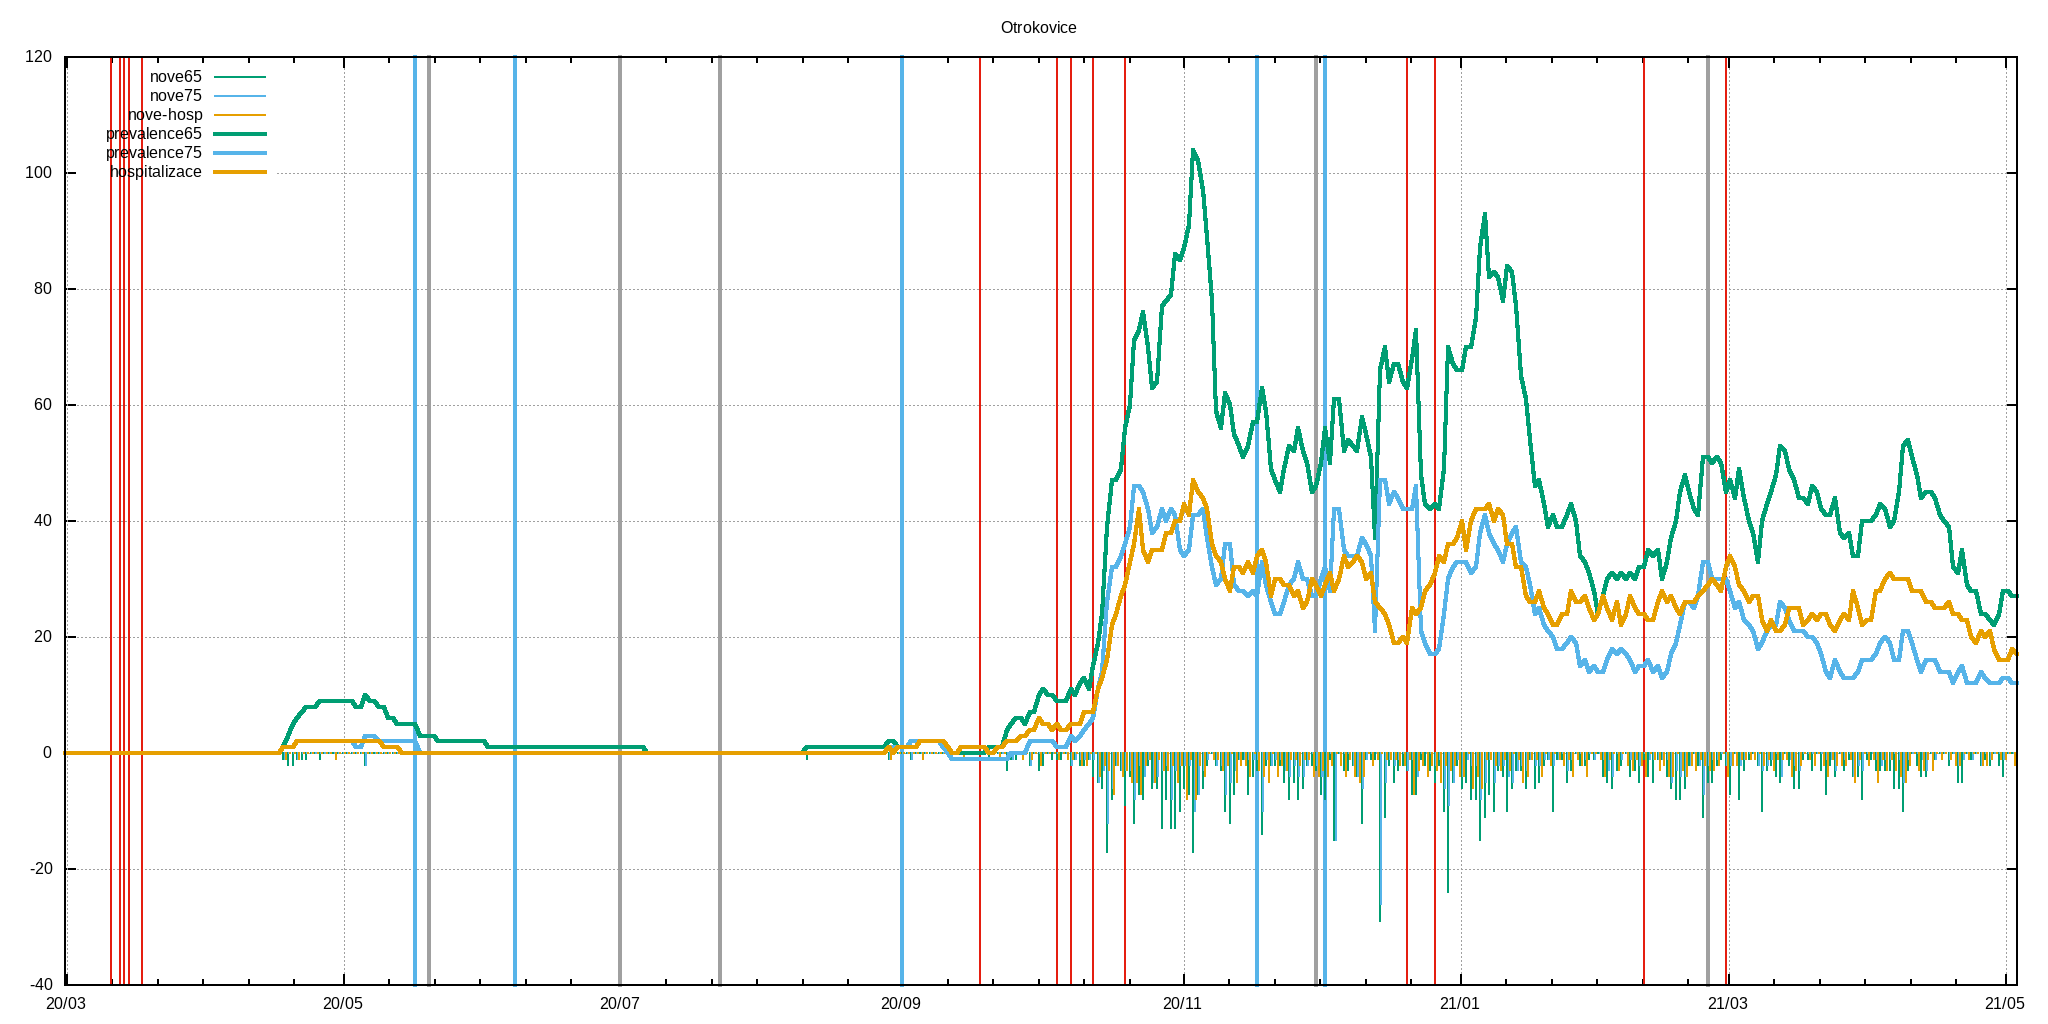 Otrokovice
120
100
80
60
40
20
0
-20
-40
nove65
nove75
nove-hosp
prevalence65
prevalence75
hospitalizace
20/03 20/05 20/07 20/09 20/11 21/01 21/03 21/05